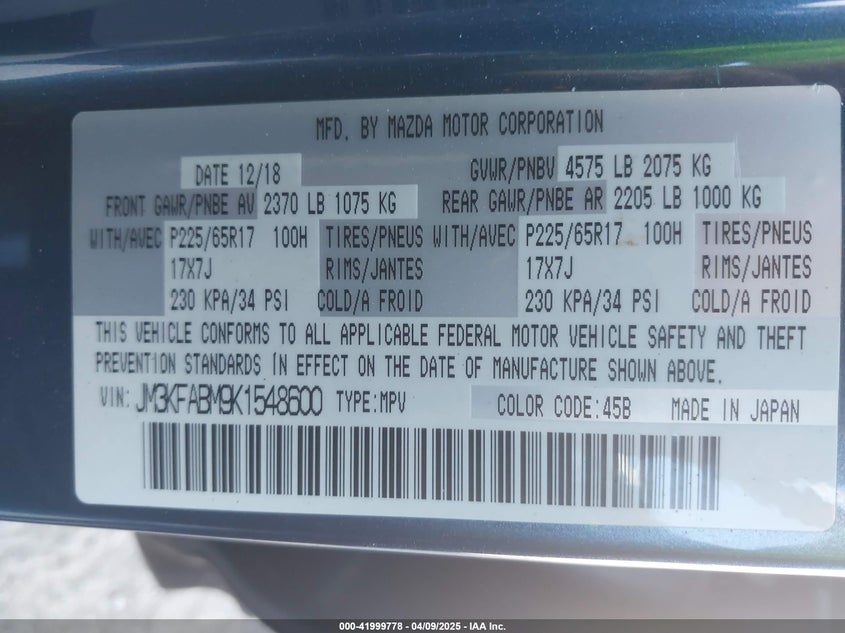 MFD. BY MAZDA MOTOR CORPORATION
DATE 12/18 GVWR/PNBV 4575 LB 2075 KG
FRONT GAWR/PNBE AV 2370 LB 1075 KG REAR GAWR/PNBE AR 2205 LB 1000 KG
WITH/AVEC P225/65R17 100H TIRES/PNEUS WITH/AVEC P225/65R17 100H TIRES/PNEUS
17X7J RIMS/JANTES 17X7J RIMS/JANTES
230 KPA/34 PSI COLD/A FROID 230 KPA/34 PSI COLD/A FROID
THIS VEHICLE CONFORMS TO ALL APPLICABLE FEDERAL MOTOR VEHICLE SAFETY AND THEFT
PREVENTION STANDARDS IN EFFECT ON THE DATE OF MANUFACTURE SHOWN ABOVE.
VIN: JM3KFABM9K1548600 TYPE:MPV COLOR CODE:45B MADE IN JAPAN
000-41999778 - 04/09/2025 - IAA Inc.